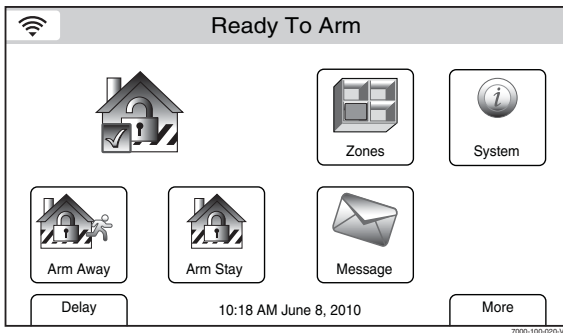 Ready To Arm
Zones
System
Arm Away
Arm Stay
Message
Delay
10:18 AM June 8, 2010
More